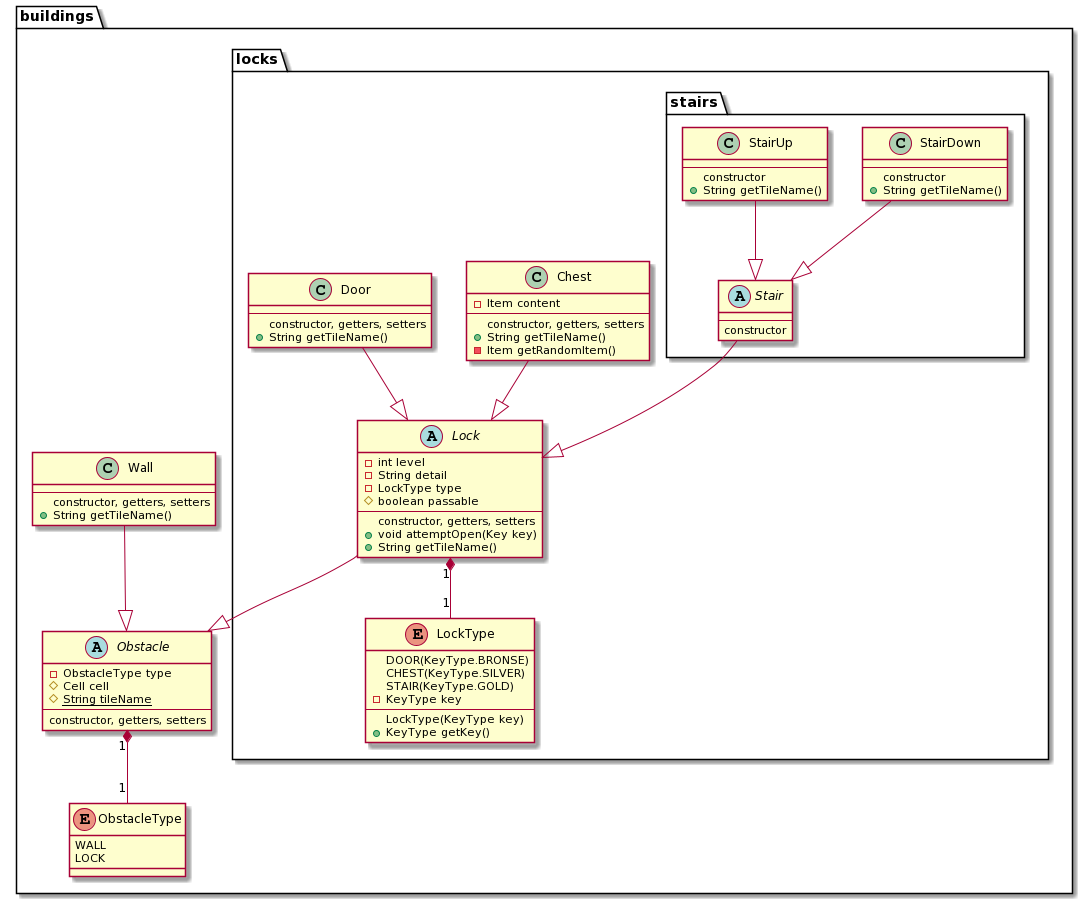 buildings
locks
stairs
C StairUp
constructor
String getTileName()
C StairDown
constructor
String getTileName()
C Door
constructor, getters, setters
String getTileName()
C Chest
Item content
constructor, getters, setters
String getTileName()
Item getRandomItem()
A Stair
constructor
A Lock
int level
String detail
LockType type
boolean passable
constructor, getters, setters
void attemptOpen(Key key)
String getTileName()
C Wall
constructor, getters, setters
String getTileName()
1
1
E LockType
DOOR(KeyType.BRONSE)
CHEST(KeyType.SILVER)
STAIR(KeyType.GOLD)
KeyType key
LockType(KeyType key)
KeyType getKey()
A Obstacle
ObstacleType type
Cell cell
String tileName
constructor, getters, setters
1
1
E ObstacleType
WALL
LOCK